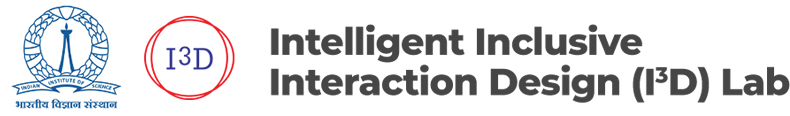 INDIAN INSTITUTE OF SCIENCE
भारतीय विज्ञान संस्थान
I³D
Intelligent Inclusive
Interaction Design (I³D) Lab